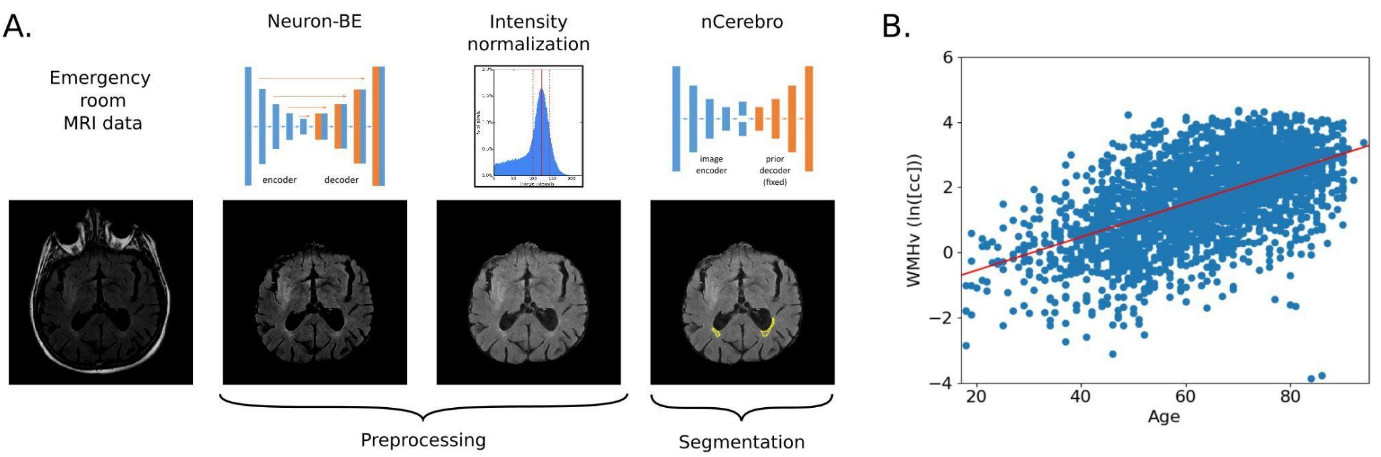 A.
Emergency
room
MRI data
Neuron-BE
encoder decoder
Intensity
normalization
nCerebro
image
encoder
prior
decoder
(fixed)
Preprocessing
Segmentation
B.
WMHv (ln([cc]))
6
4
2
0
−2
−4
20 40 60 80
Age